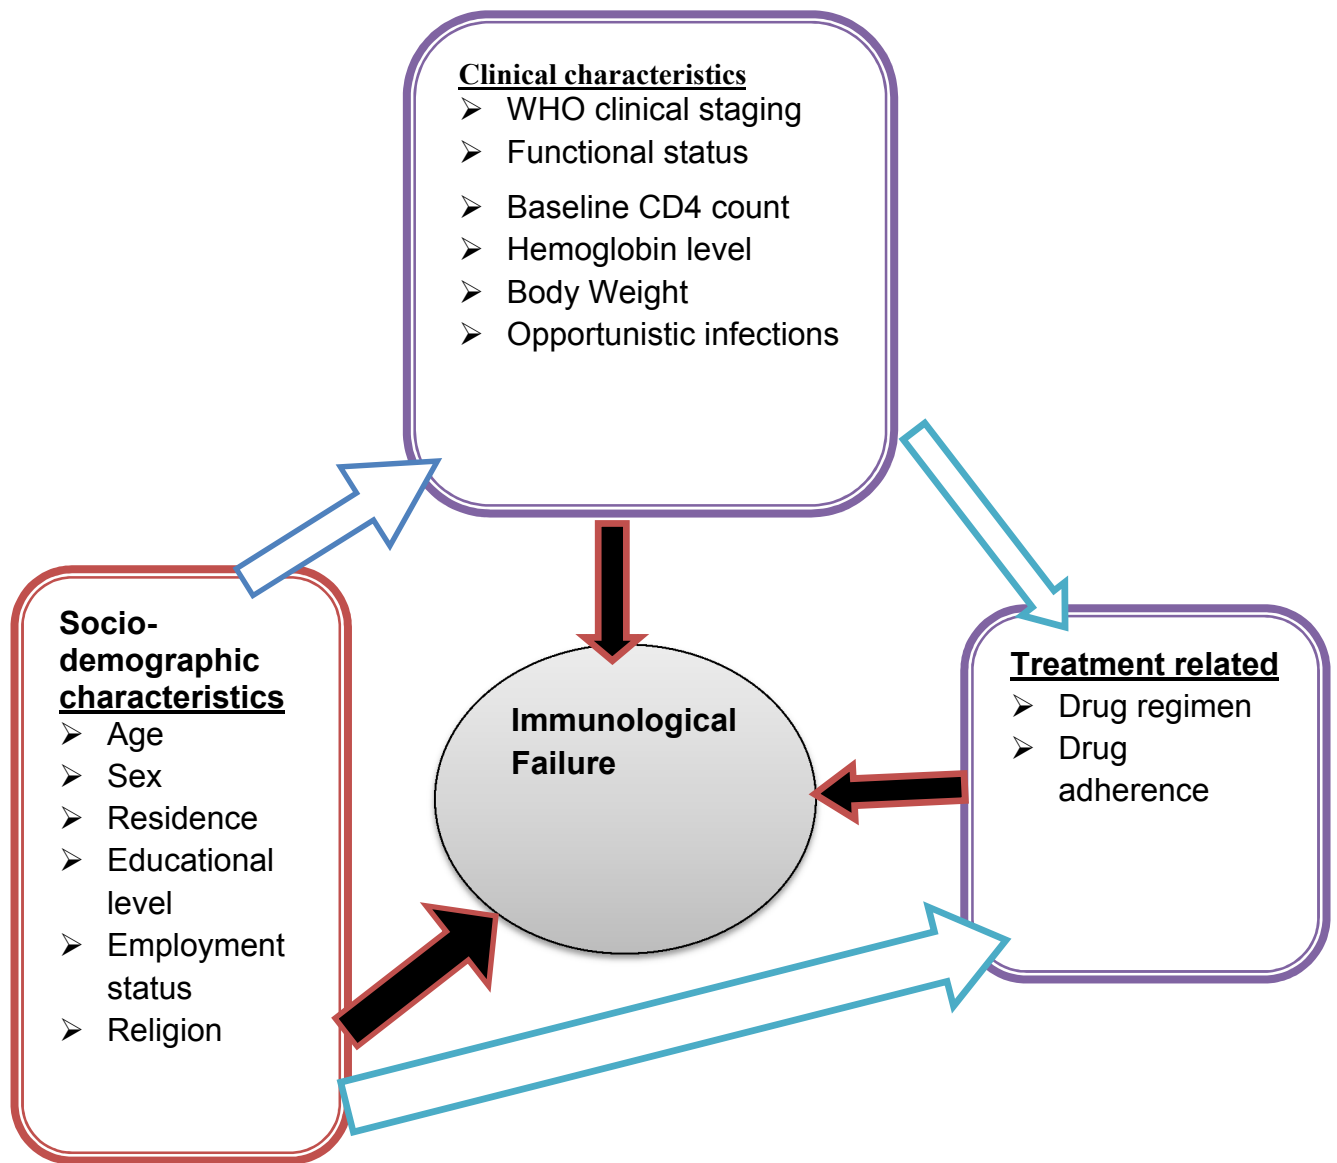 Clinical characteristics
➢ WHO clinical staging
➢ Functional status
➢ Baseline CD4 count
➢ Hemoglobin level
➢ Body Weight
➢ Opportunistic infections
Socio-
demographic
characteristics
➢ Age
➢ Sex
➢ Residence
➢ Educational
level
➢ Employment
status
➢ Religion
Immunological
Failure
Treatment related
➢ Drug regimen
➢ Drug
adherence